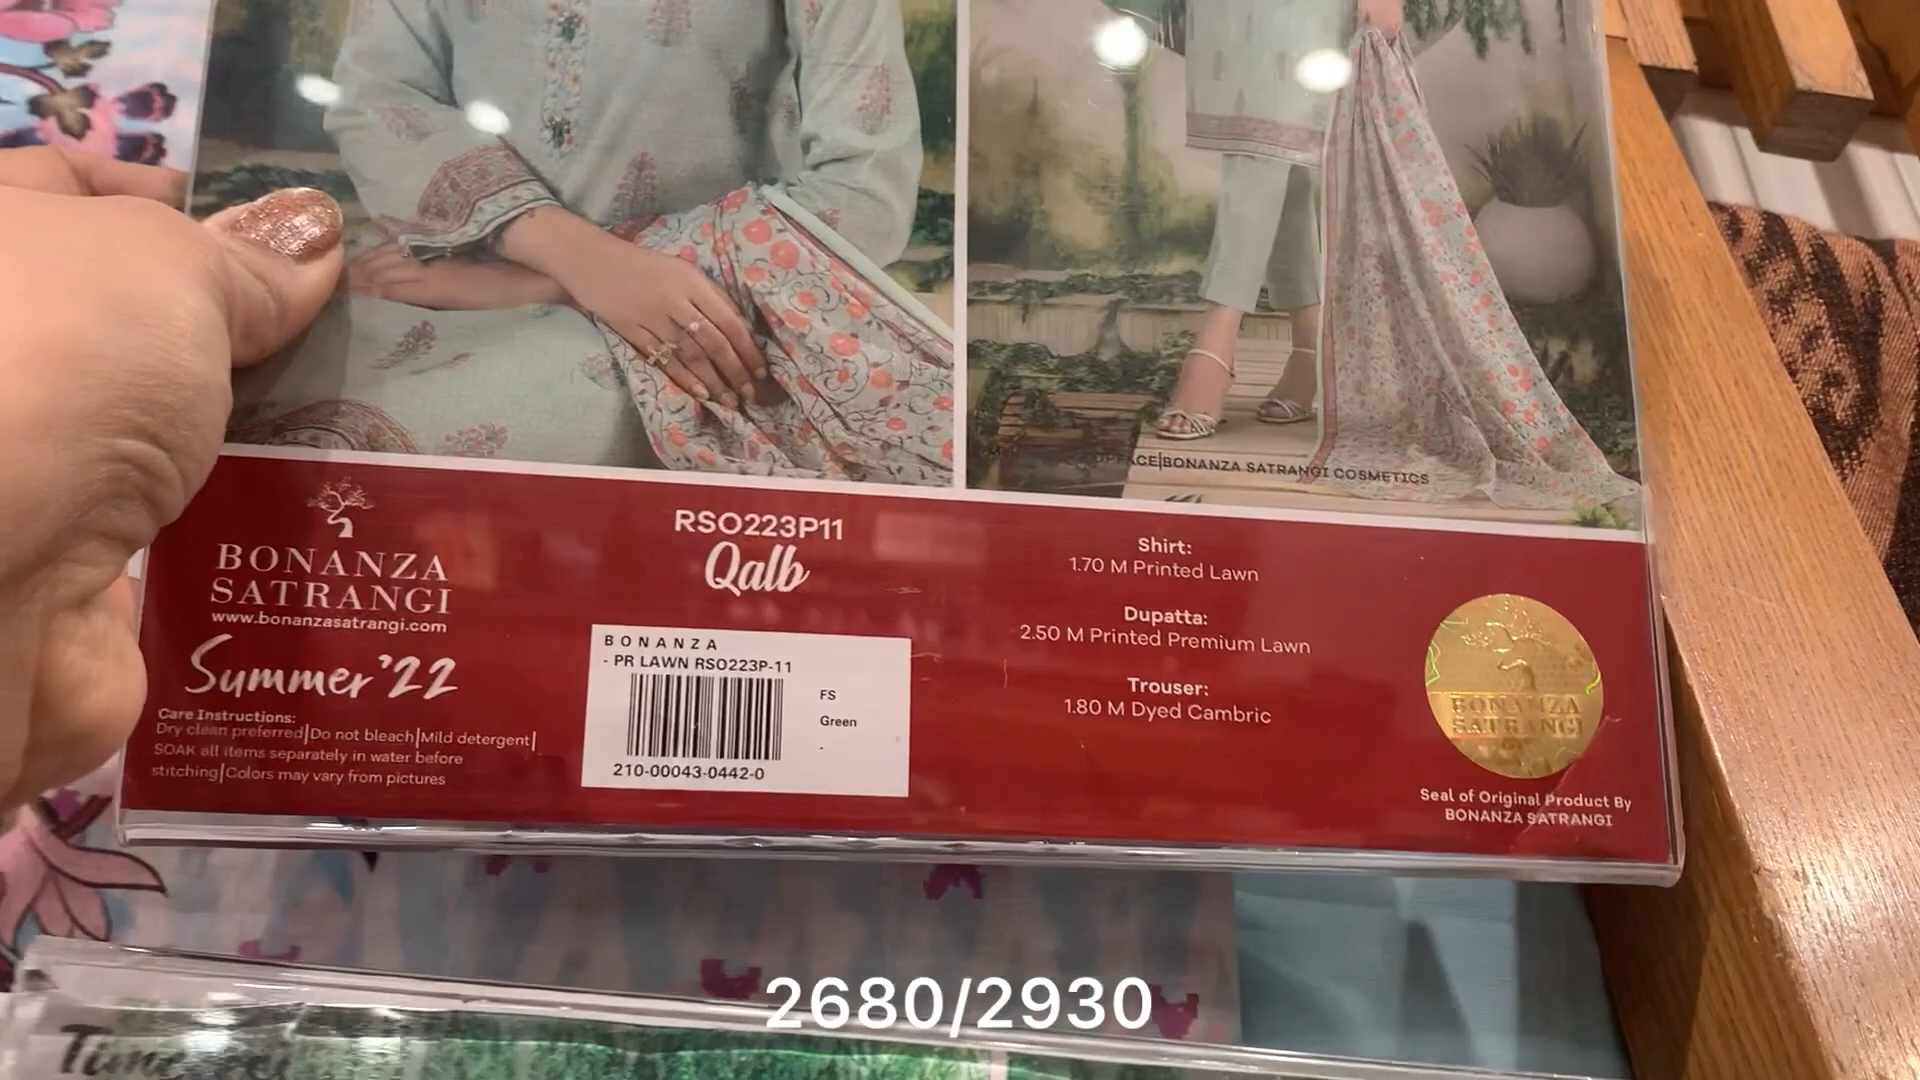 BONANZA SATRANGI COSMETICS
BONANZA
SATRANGI
www.bonanzasatrangi.com
Summer'22
Care Instructions:
Dry clean preferred|Do not bleach|Mild detergent|
SOAK all items separately in water before
stitching|Colors may vary from pictures
RSO223P11
Qalb
BONANZA
- PR LAWN RSO223P-11
FS
Green
-
210-00043-0442-0
Shirt:
1.70 M Printed Lawn
Dupatta:
2.50 M Printed Premium Lawn
Trouser:
1.80 M Dyed Cambric
BONANZA
SATRANGI
Seal of Original Product By
BONANZA SATRANGI
2680/2930